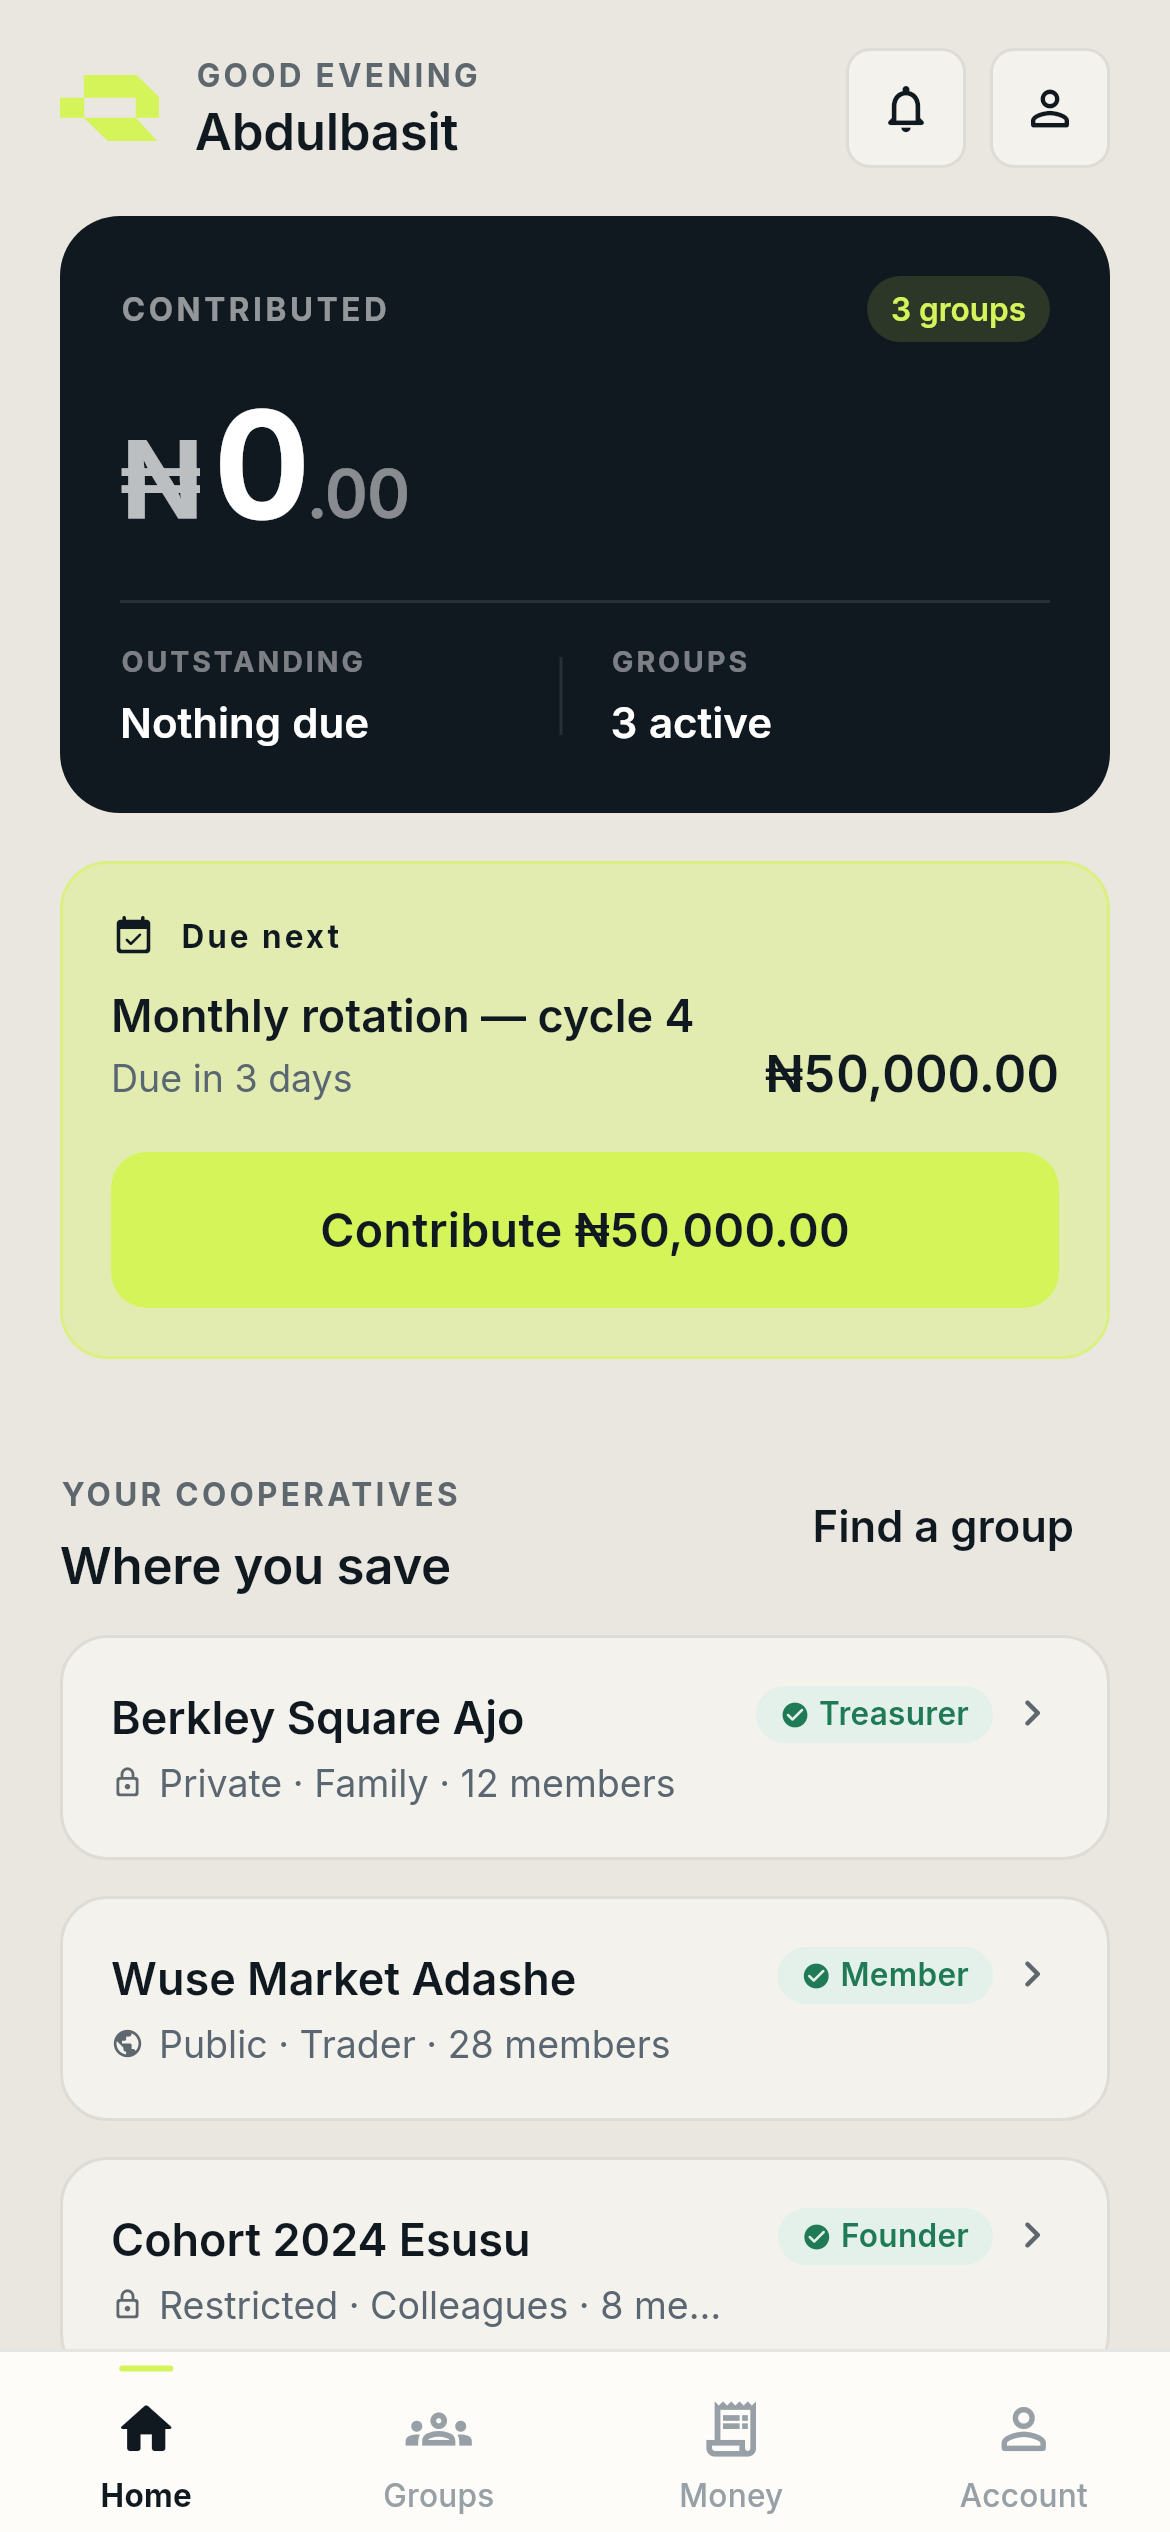 GOOD EVENING
Abdulbasit
CONTRIBUTED
3 groups
₦0.00
OUTSTANDING
GROUPS
Nothing due
3 active
Due next
Monthly rotation — cycle 4
Due in 3 days
₦50,000.00
Contribute ₦50,000.00
YOUR COOPERATIVES
Find a group
Where you save
Berkley Square Ajo
Treasurer
Private · Family · 12 members
Wuse Market Adashe
Member
Public · Trader · 28 members
Cohort 2024 Esusu
Founder
Restricted · Colleagues · 8 me...
Home
Groups
Money
Account